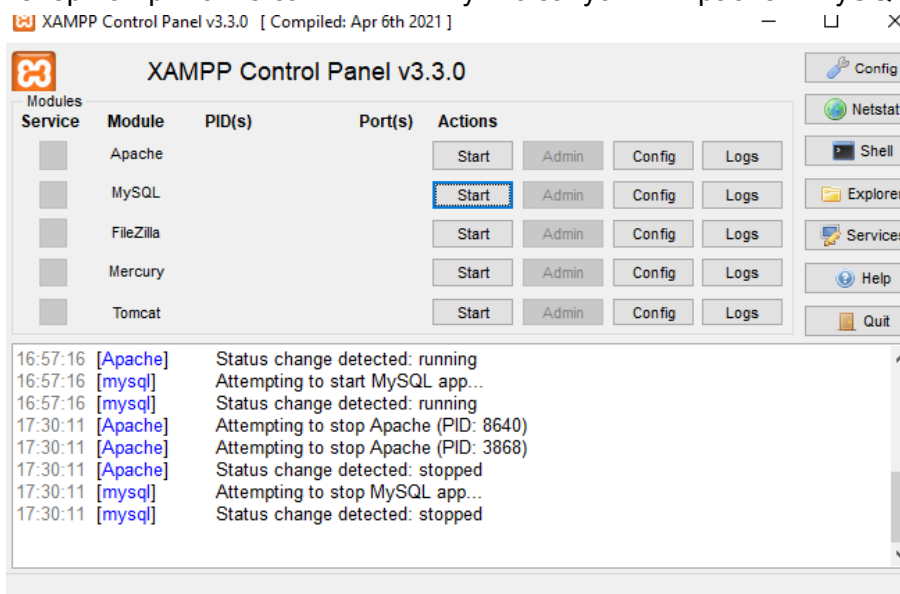 XAMPP Control Panel v3.3.0 [ Compiled: Apr 6th 2021 ]
XAMPP Control Panel v3.3.0
Config
Modules
Service Module PID(s) Port(s) Actions
Netstat
Apache Start Admin Config Logs
Shell
MySQL Start Admin Config Logs
Explorer
FileZilla Start Admin Config Logs
Services
Mercury Start Admin Config Logs
Help
Tomcat Start Admin Config Logs
Quit
16:57:16 [Apache] Status change detected: running
16:57:16 [mysql] Attempting to start MySQL app...
16:57:16 [mysql] Status change detected: running
17:30:11 [Apache] Attempting to stop Apache (PID: 8640)
17:30:11 [Apache] Attempting to stop Apache (PID: 3868)
17:30:11 [Apache] Status change detected: stopped
17:30:11 [mysql] Attempting to stop MySQL app...
17:30:11 [mysql] Status change detected: stopped